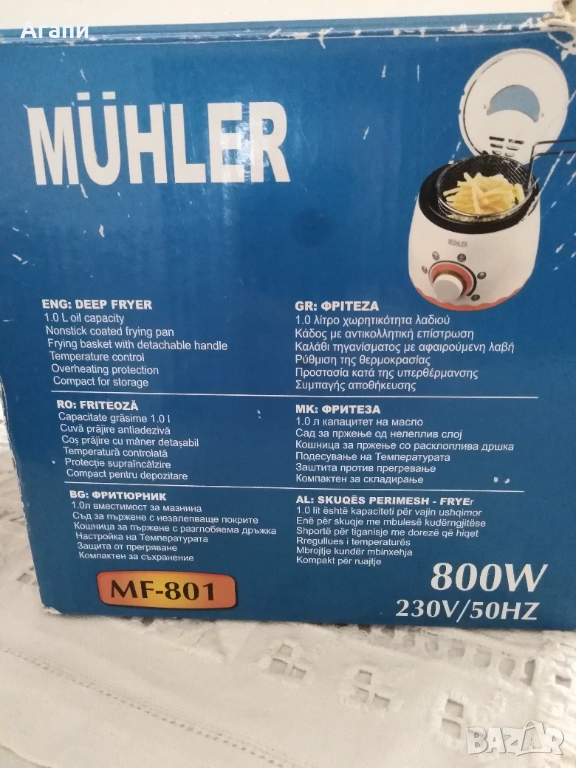 Агапи
MÜHLER
MÜHLER
ENG: DEEP FRYER
1.0 L oil capacity
Nonstick coated frying pan
Frying basket with detachable handle
Temperature control
Overheating protection
Compact for storage
GR: ΦΡΙΤΕΖΑ
1.0 λίτρο χωρητικότητα λαδιού
Κάδος με αντικολλητική επίστρωση
Καλάθι τηγανίσματος με αφαιρούμενη λαβή
Ρύθμιση της θερμοκρασίας
Προστασία κατά της υπερθέρμανσης
Συμπαγής αποθήκευσης
RO: FRITEOZĂ
Capacitate grăsime 1.0 l
Cuvă prăjire antiadezivă
Coş prăjire cu mâner detaşabil
Temperatură controlată
Protecţie supraîncălzire
Compact pentru depozitare
MK: ФРИТЕЗА
1.0 л капацитет на масло
Сад за пржење од нелеплив слој
Кошница за пржење со расклоплива дршка
Подесување на Температурата
Заштита против прегревање
Компактен за складирање
BG: ФРИТЮРНИК
1.0л вместимост за мазнина
Съд за пържене с незалепващо покрите
Кошница за пържене с разглобяема дръжка
Настройка на Температурата
Защита от прегряване
Компактен за съхранение
AL: SKUQËS PERIMESH - FRYEr
1.0 lit është kapaciteti për vajin ushqimor
Enë për skuqje me mbulesë kudërngjitëse
Shportë për tiganisje me dorezë që hiqet
Rregullues i temperaturës
Mbrojtje kundër mbinxehja
Kompakt për ruajtje
MF-801
800W
230V/50HZ
BAZAR